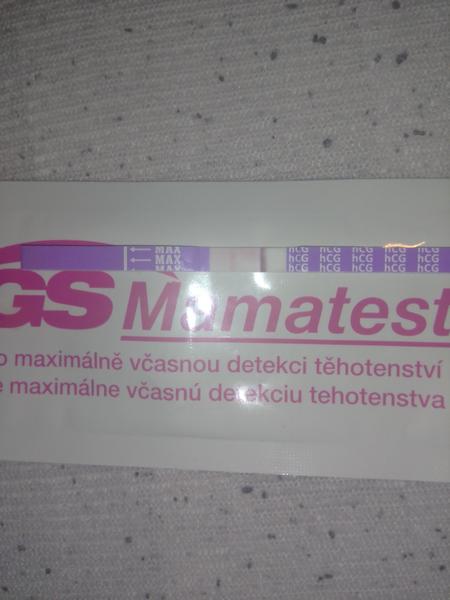 ← MAX hCG hCG hCG hCG hCG
← MAX hCG hCG hCG hCG hCG
← MAX hCG hCG hCG hCG hCG
GS Mamatest
o maximálně včasnou detekci těhotenství
e maximálne včasnú detekciu tehotenstva